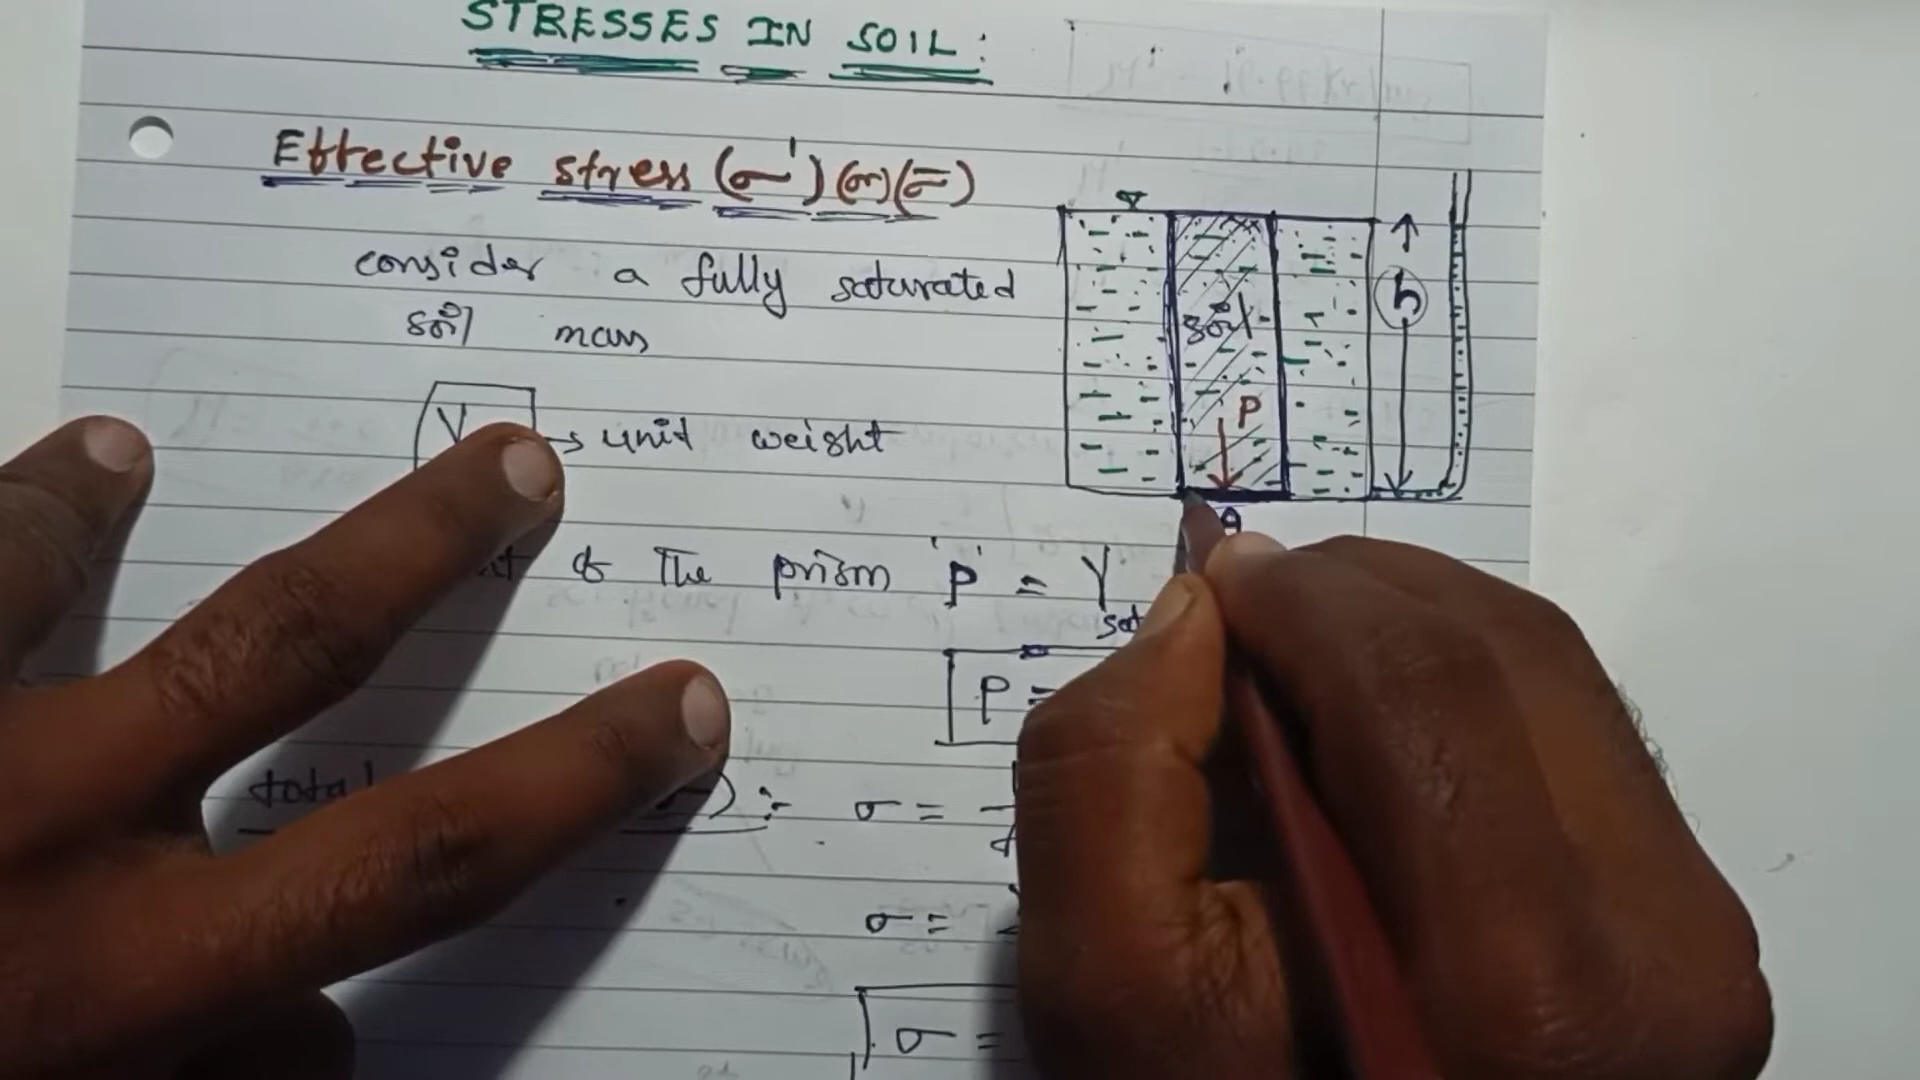 STRESSES IN SOIL:
Effective stress (σ') (or) (σ̅)
consider a fully saturated
soil mass
γ → unit weight
of The prism 'P' = γ
sat
P =
total :- σ =
σ =
σ =
soil
P
h
A